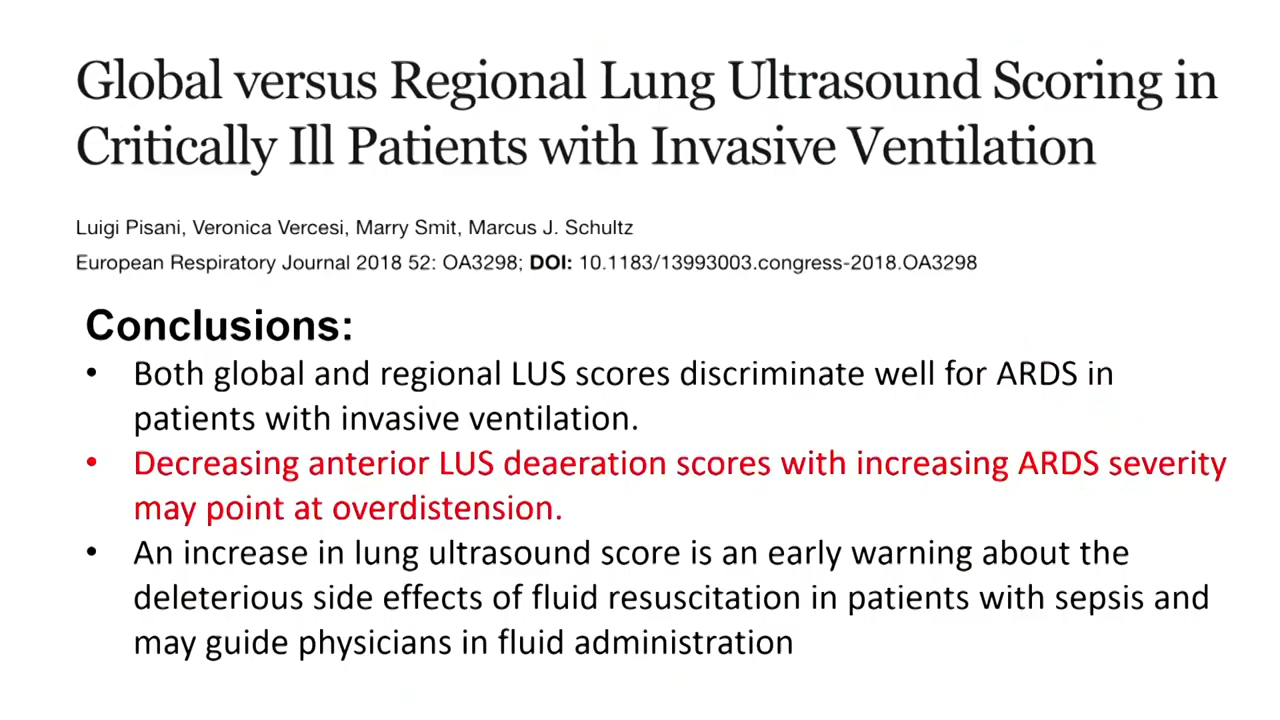 Global versus Regional Lung Ultrasound Scoring in
Critically Ill Patients with Invasive Ventilation
Luigi Pisani, Veronica Vercesi, Marry Smit, Marcus J. Schultz
European Respiratory Journal 2018 52: OA3298; DOI: 10.1183/13993003.congress-2018.OA3298
Conclusions:
• Both global and regional LUS scores discriminate well for ARDS in
patients with invasive ventilation.
• Decreasing anterior LUS deaeration scores with increasing ARDS severity
may point at overdistension.
• An increase in lung ultrasound score is an early warning about the
deleterious side effects of fluid resuscitation in patients with sepsis and
may guide physicians in fluid administration